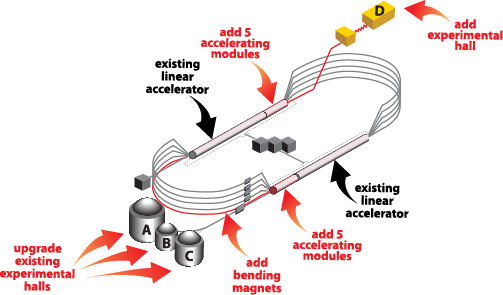 D
add
experimental
hall
add 5
accelerating
modules
existing
linear
accelerator
existing
linear
accelerator
A
B
C
upgrade
existing
experimental
halls
add
bending
magnets
add 5
accelerating
modules